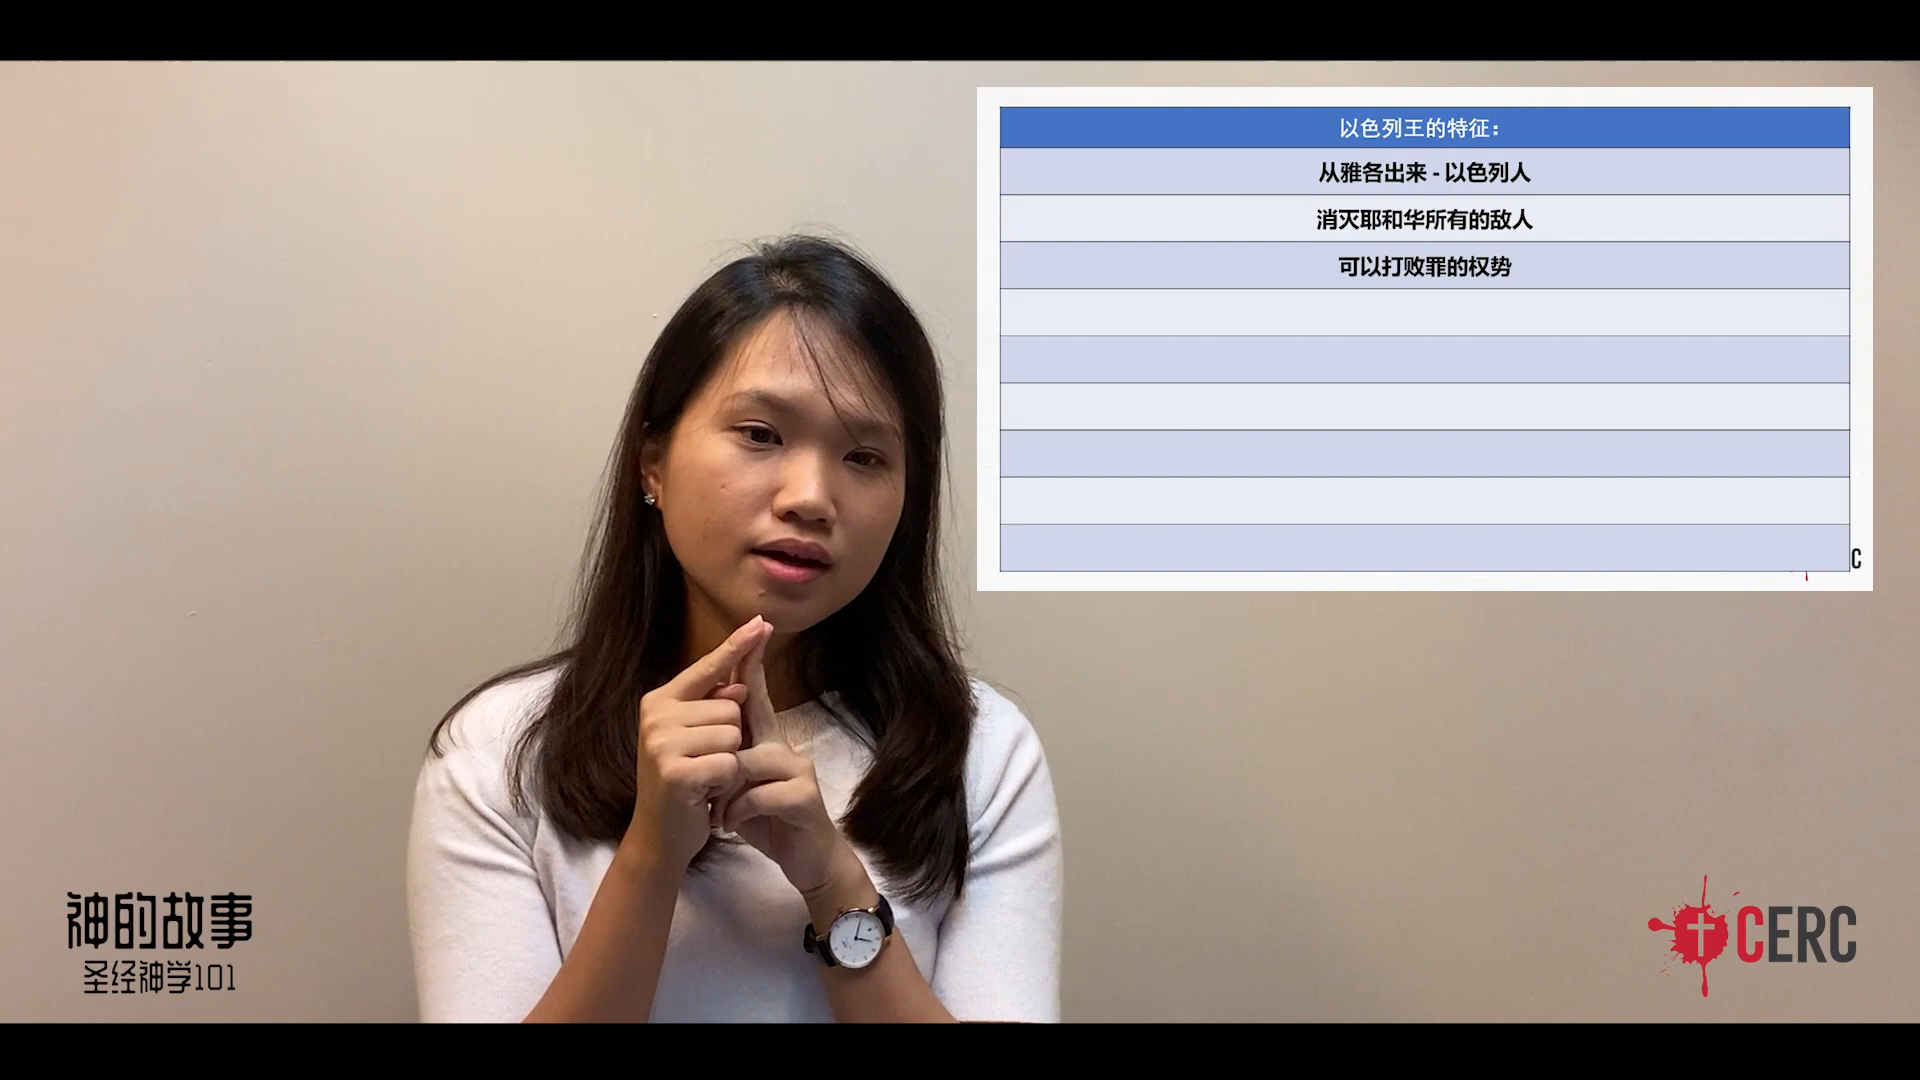 以色列王的特征：
从雅各出来 - 以色列人
消灭耶和华所有的敌人
可以打败罪的权势
C
神的故事
圣经神学101
CERC